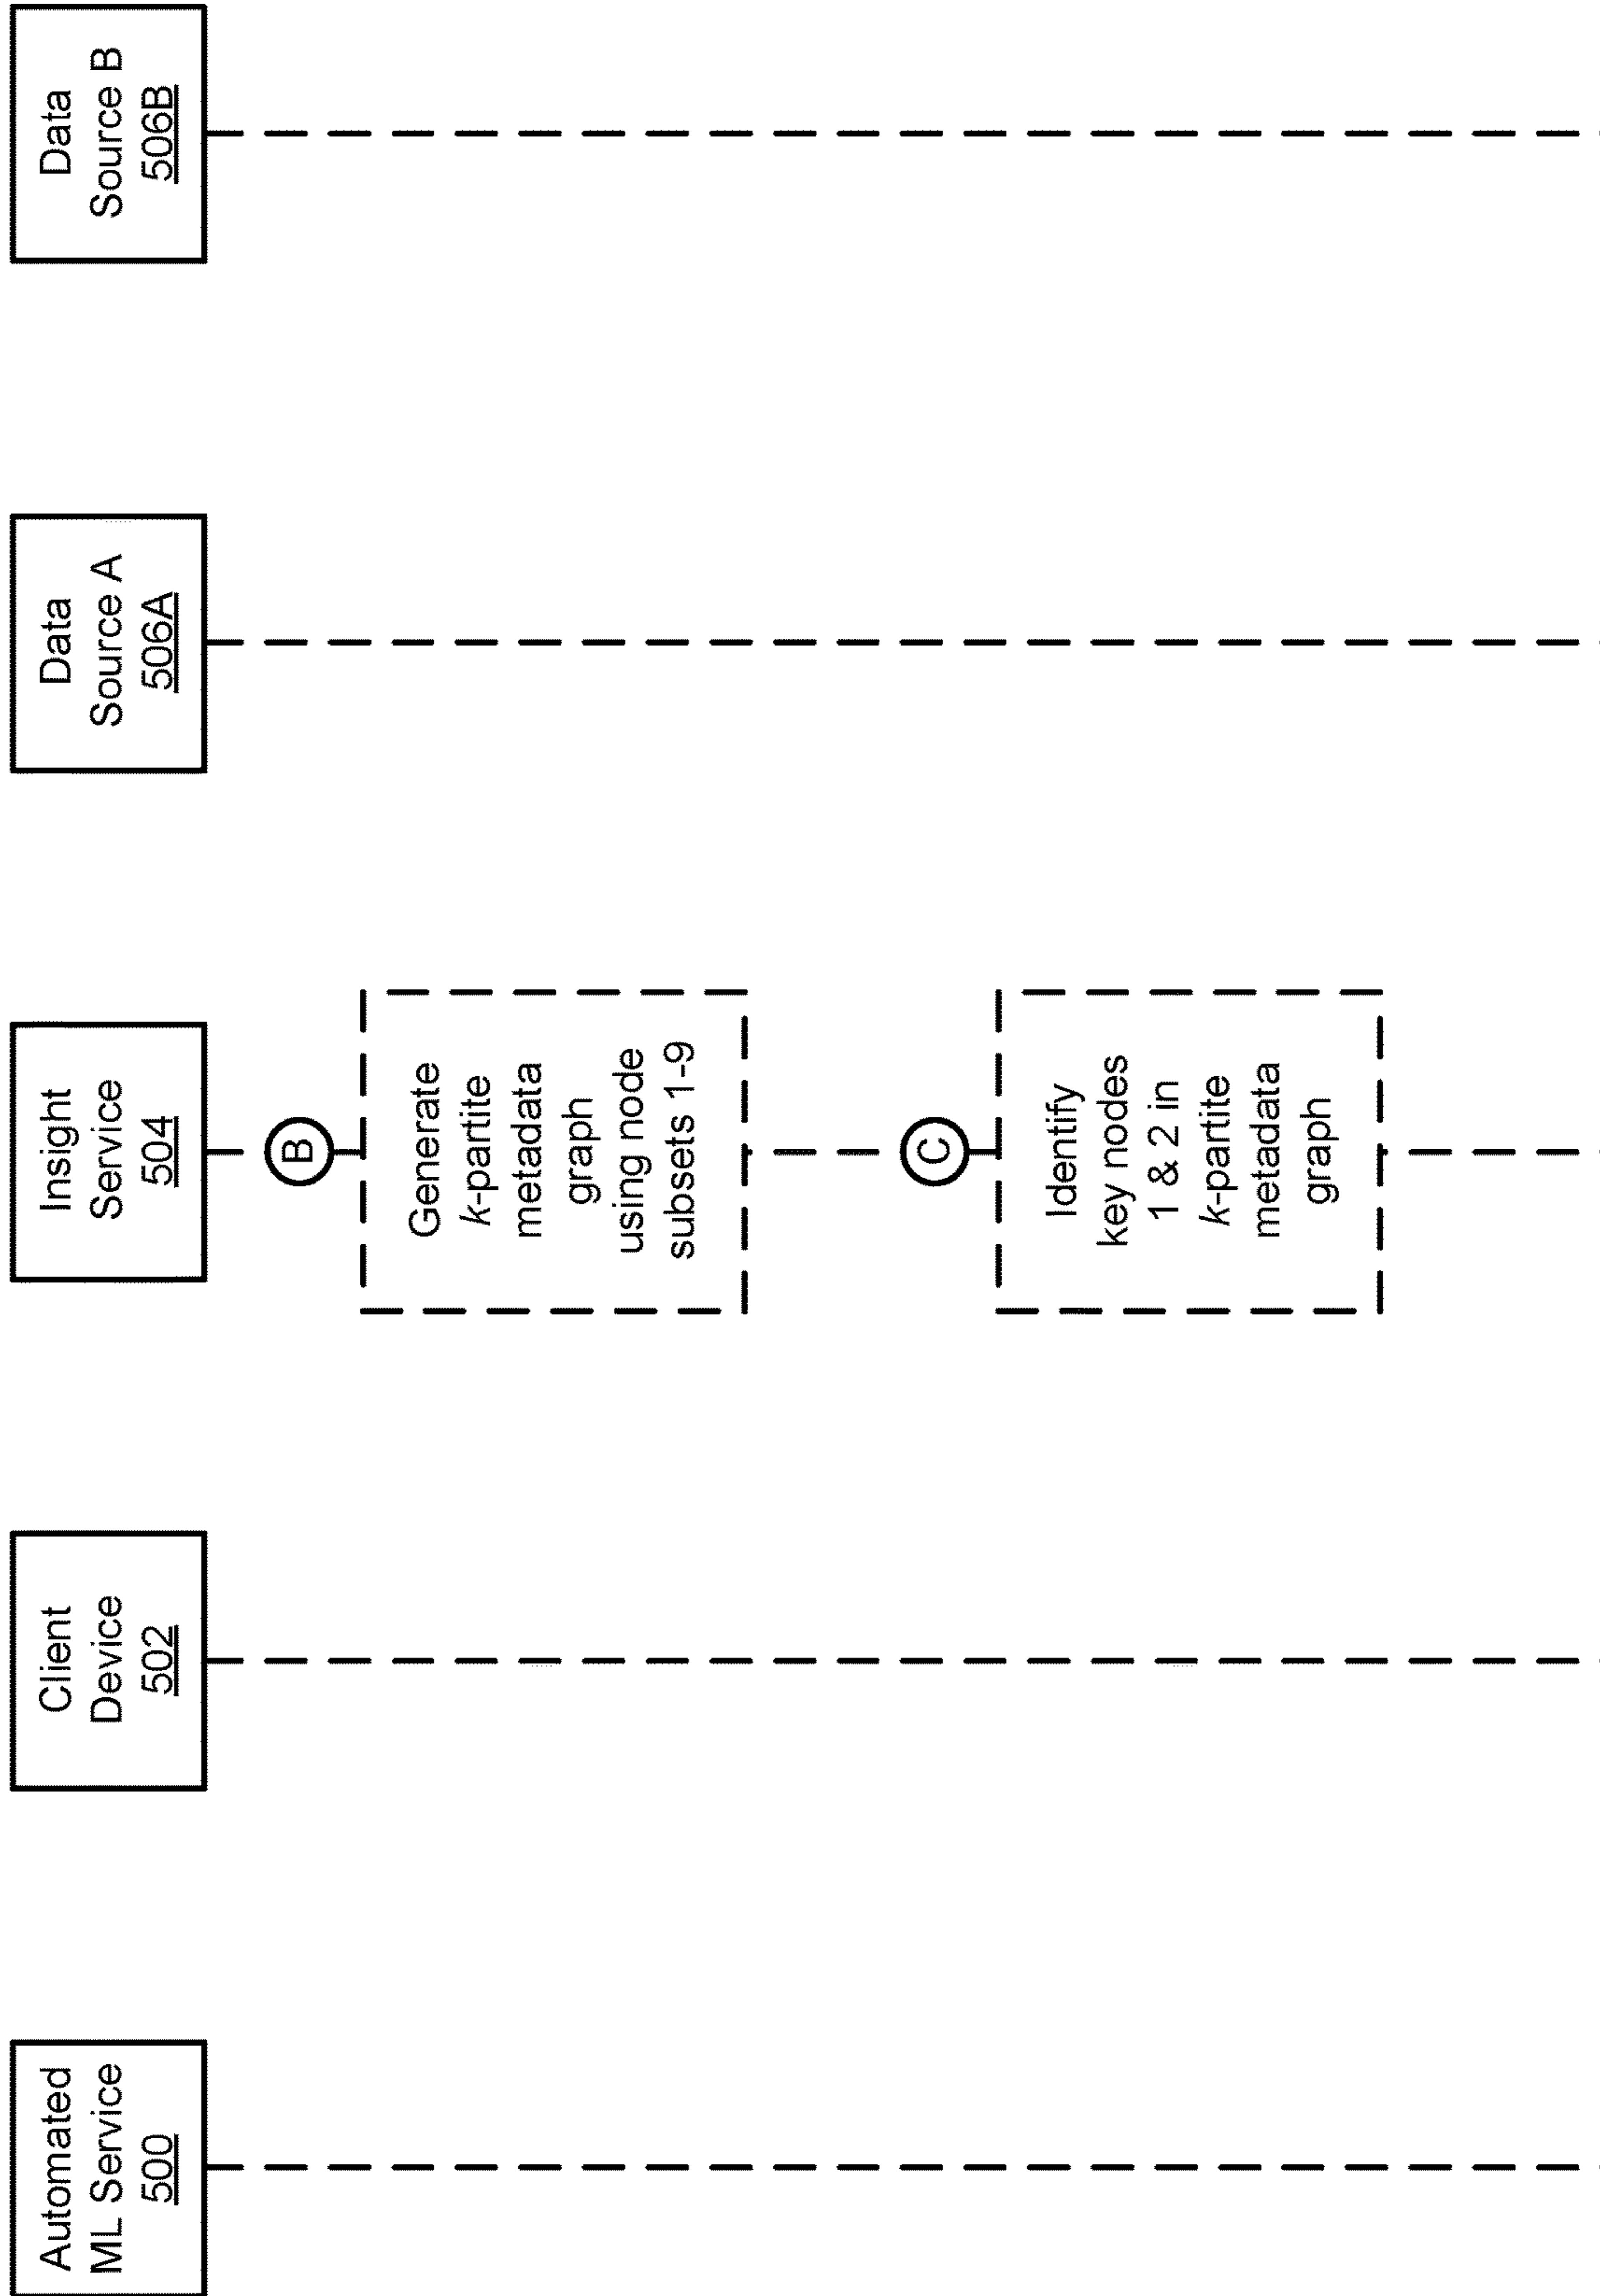 Automated
ML Service
500
Client
Device
502
Insight
Service
504
Data
Source A
506A
Data
Source B
506B
B
Generate
k-partite
metadata
graph
using node
subsets 1-9
C
Identify
key nodes
1 & 2 in
k-partite
metadata
graph